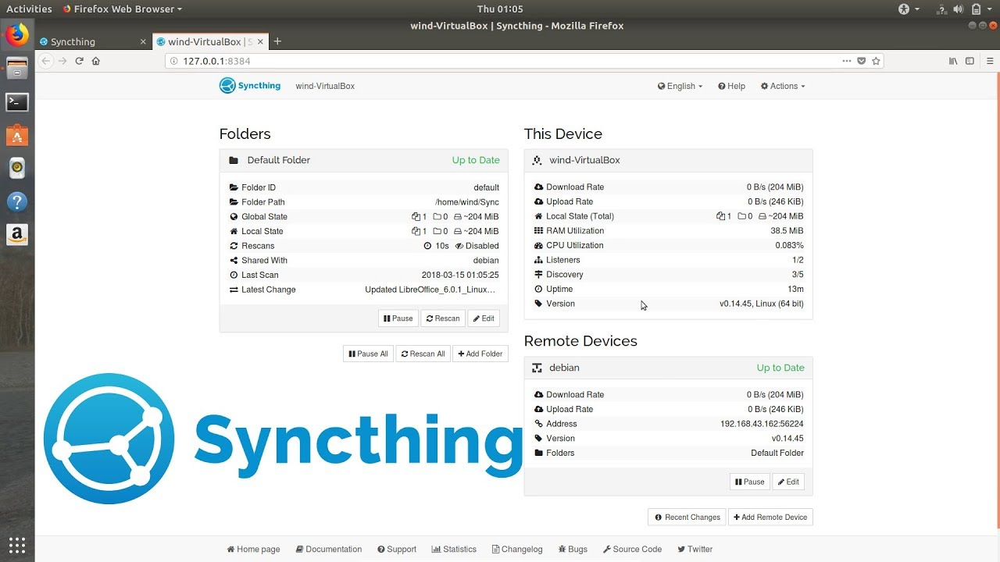 Activities Firefox Web Browser Thu 01:05
wind-VirtualBox | Syncthing - Mozilla Firefox
Syncthing wind-VirtualBox | S
127.0.0.1:8384
Syncthing wind-VirtualBox English Help Actions
Folders
Default Folder Up to Date
Folder ID default
Folder Path /home/wind/Sync
Global State 1 0 ~204 MiB
Local State 1 0 ~204 MiB
Rescans 10s Disabled
Shared With debian
Last Scan 2018-03-15 01:05:25
Latest Change Updated LibreOffice_6.0.1_Linux…
Pause Rescan Edit
Pause All Rescan All Add Folder
Syncthing
This Device
wind-VirtualBox
Download Rate 0 B/s (204 MiB)
Upload Rate 0 B/s (246 KiB)
Local State (Total) 1 0 ~204 MiB
RAM Utilization 38.5 MiB
CPU Utilization 0.083%
Listeners 1/2
Discovery 3/5
Uptime 13m
Version v0.14.45, Linux (64 bit)
Remote Devices
debian Up to Date
Download Rate 0 B/s (204 MiB)
Upload Rate 0 B/s (246 KiB)
Address 192.168.43.162:56224
Version v0.14.45
Folders Default Folder
Pause Edit
Recent Changes Add Remote Device
Home page Documentation Support Statistics Changelog Bugs Source Code Twitter